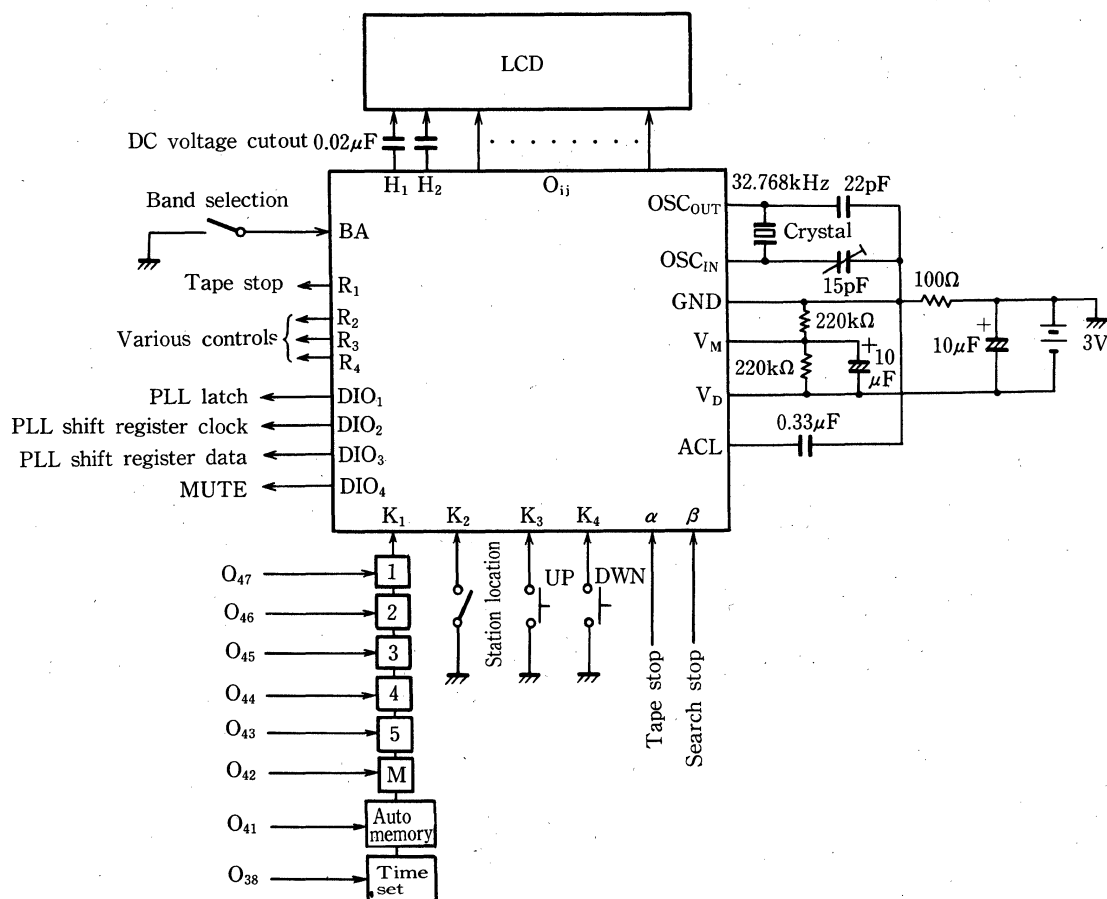 LCD
DC voltage cutout 0.02μF
H₁ H₂ Oᵢⱼ
32.768kHz 22pF
OSC_OUT
Crystal
OSC_IN
15pF
Band selection
BA
Tape stop R₁
R₂
Various controls R₃
R₄
PLL latch DIO₁
PLL shift register clock DIO₂
PLL shift register data DIO₃
MUTE DIO₄
GND
100Ω
220kΩ
V_M
220kΩ
+
10
μF
V_D
+
10μF
3V
0.33μF
ACL
K₁ K₂ K₃ K₄ α β
Station location
UP
DWN
Tape stop
Search stop
O₄₇ 1
O₄₆ 2
O₄₅ 3
O₄₄ 4
O₄₃ 5
O₄₂ M
O₄₁ Auto
memory
O₃₈ Time
set